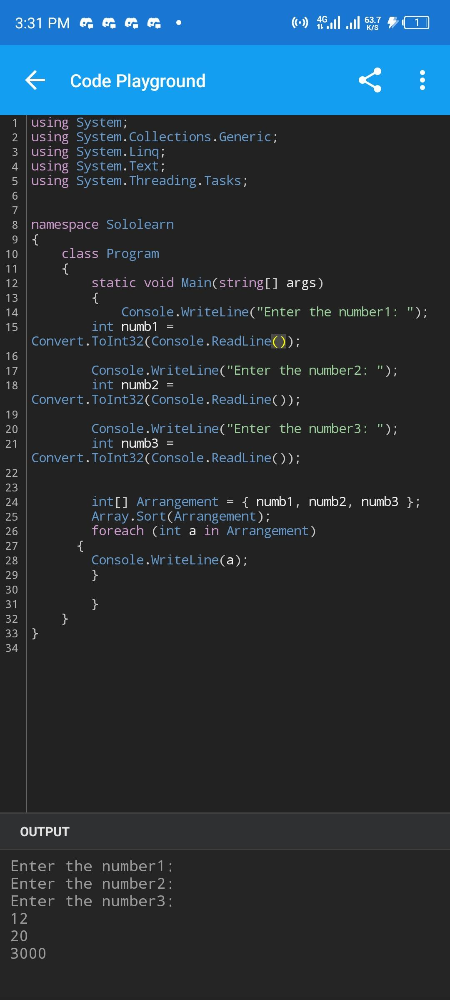 3:31 PM
4G
63.7
K/S
1
Code Playground
1 using System;
2 using System.Collections.Generic;
3 using System.Linq;
4 using System.Text;
5 using System.Threading.Tasks;
6
7
8 namespace Sololearn
9 {
10     class Program
11     {
12         static void Main(string[] args)
13         {
14             Console.WriteLine("Enter the number1: ");
15         int numb1 =
Convert.ToInt32(Console.ReadLine());
16
17         Console.WriteLine("Enter the number2: ");
18         int numb2 =
Convert.ToInt32(Console.ReadLine());
19
20         Console.WriteLine("Enter the number3: ");
21         int numb3 =
Convert.ToInt32(Console.ReadLine());
22
23
24         int[] Arrangement = { numb1, numb2, numb3 };
25         Array.Sort(Arrangement);
26         foreach (int a in Arrangement)
27       {
28         Console.WriteLine(a);
29         }
30
31         }
32     }
33 }
34
OUTPUT
Enter the number1:
Enter the number2:
Enter the number3:
12
20
3000